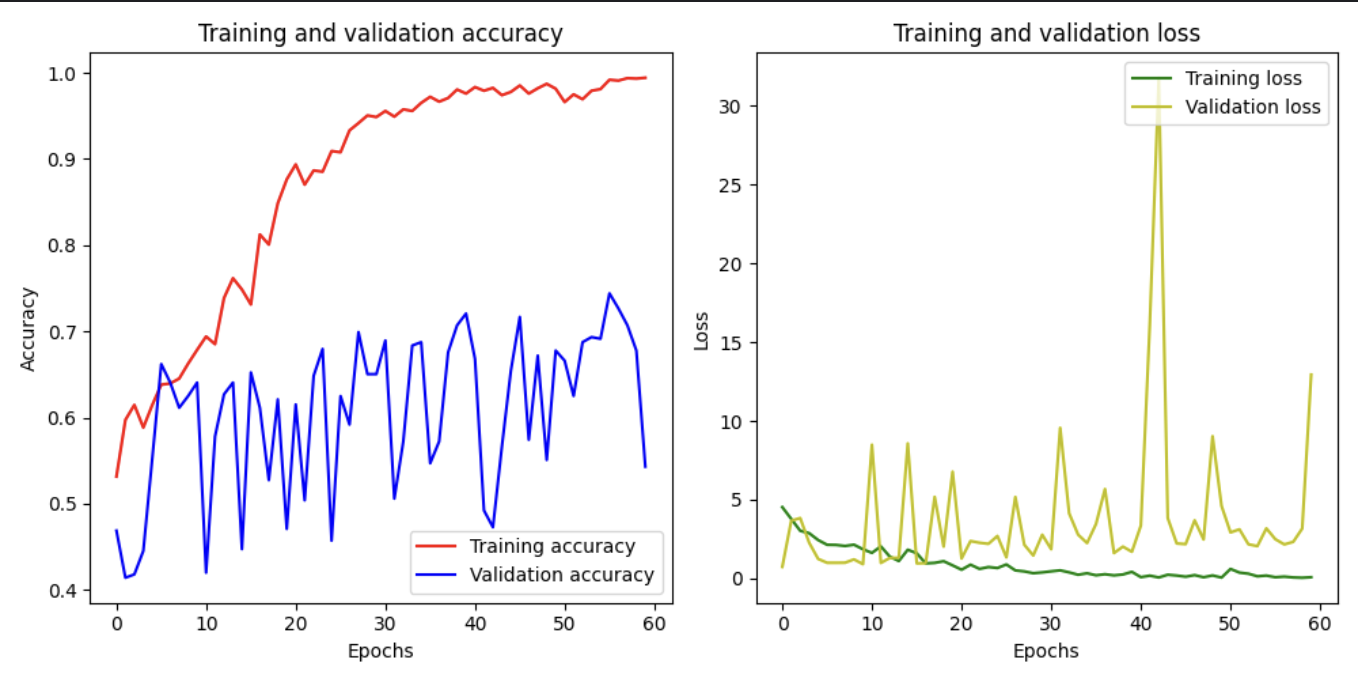 Training and validation accuracy
1.0
0.9
0.8
0.7
0.6
0.5
0.4
Accuracy
Training accuracy
Validation accuracy
0 10 20 30 40 50 60
Epochs
Training and validation loss
30
25
20
15
10
5
0
Loss
Training loss
Validation loss
0 10 20 30 40 50 60
Epochs